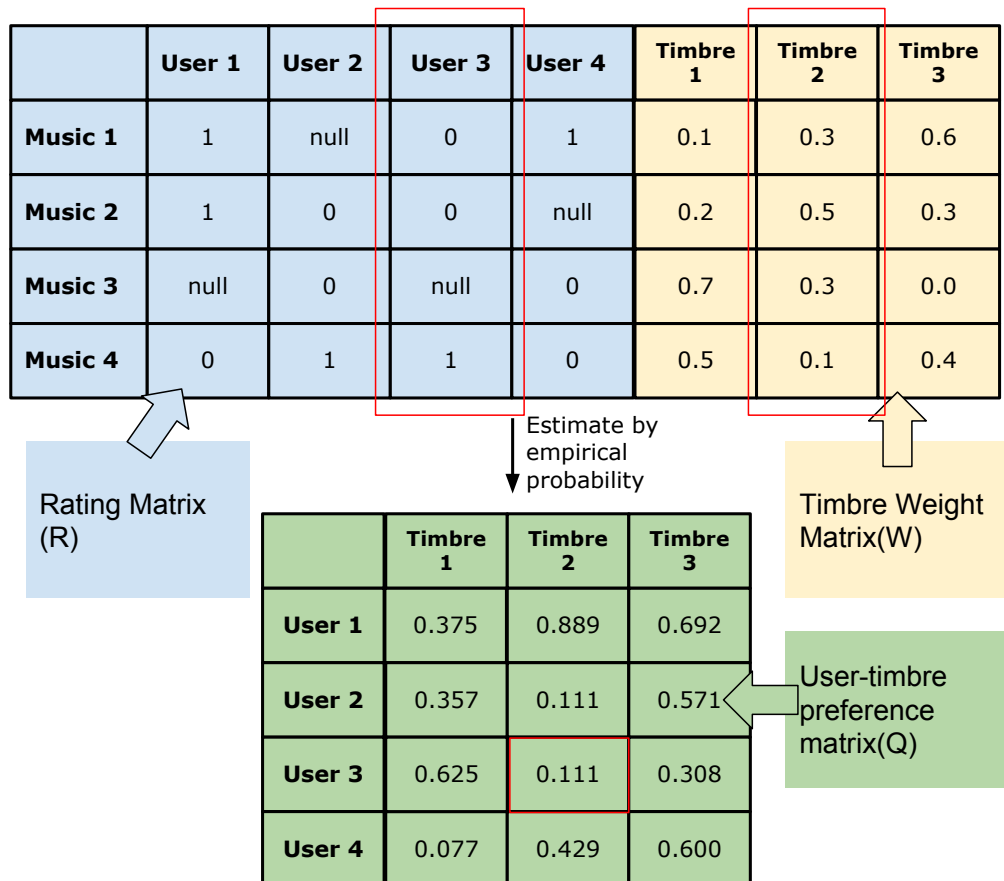 User 1 User 2 User 3 User 4 Timbre 1 Timbre 2 Timbre 3
Music 1 1 null 0 1 0.1 0.3 0.6
Music 2 1 0 0 null 0.2 0.5 0.3
Music 3 null 0 null 0 0.7 0.3 0.0
Music 4 0 1 1 0 0.5 0.1 0.4
Estimate by
empirical
probability
Rating Matrix
(R)
Timbre Weight
Matrix(W)
Timbre 1 Timbre 2 Timbre 3
User 1 0.375 0.889 0.692
User 2 0.357 0.111 0.571
User 3 0.625 0.111 0.308
User 4 0.077 0.429 0.600
User-timbre
preference
matrix(Q)